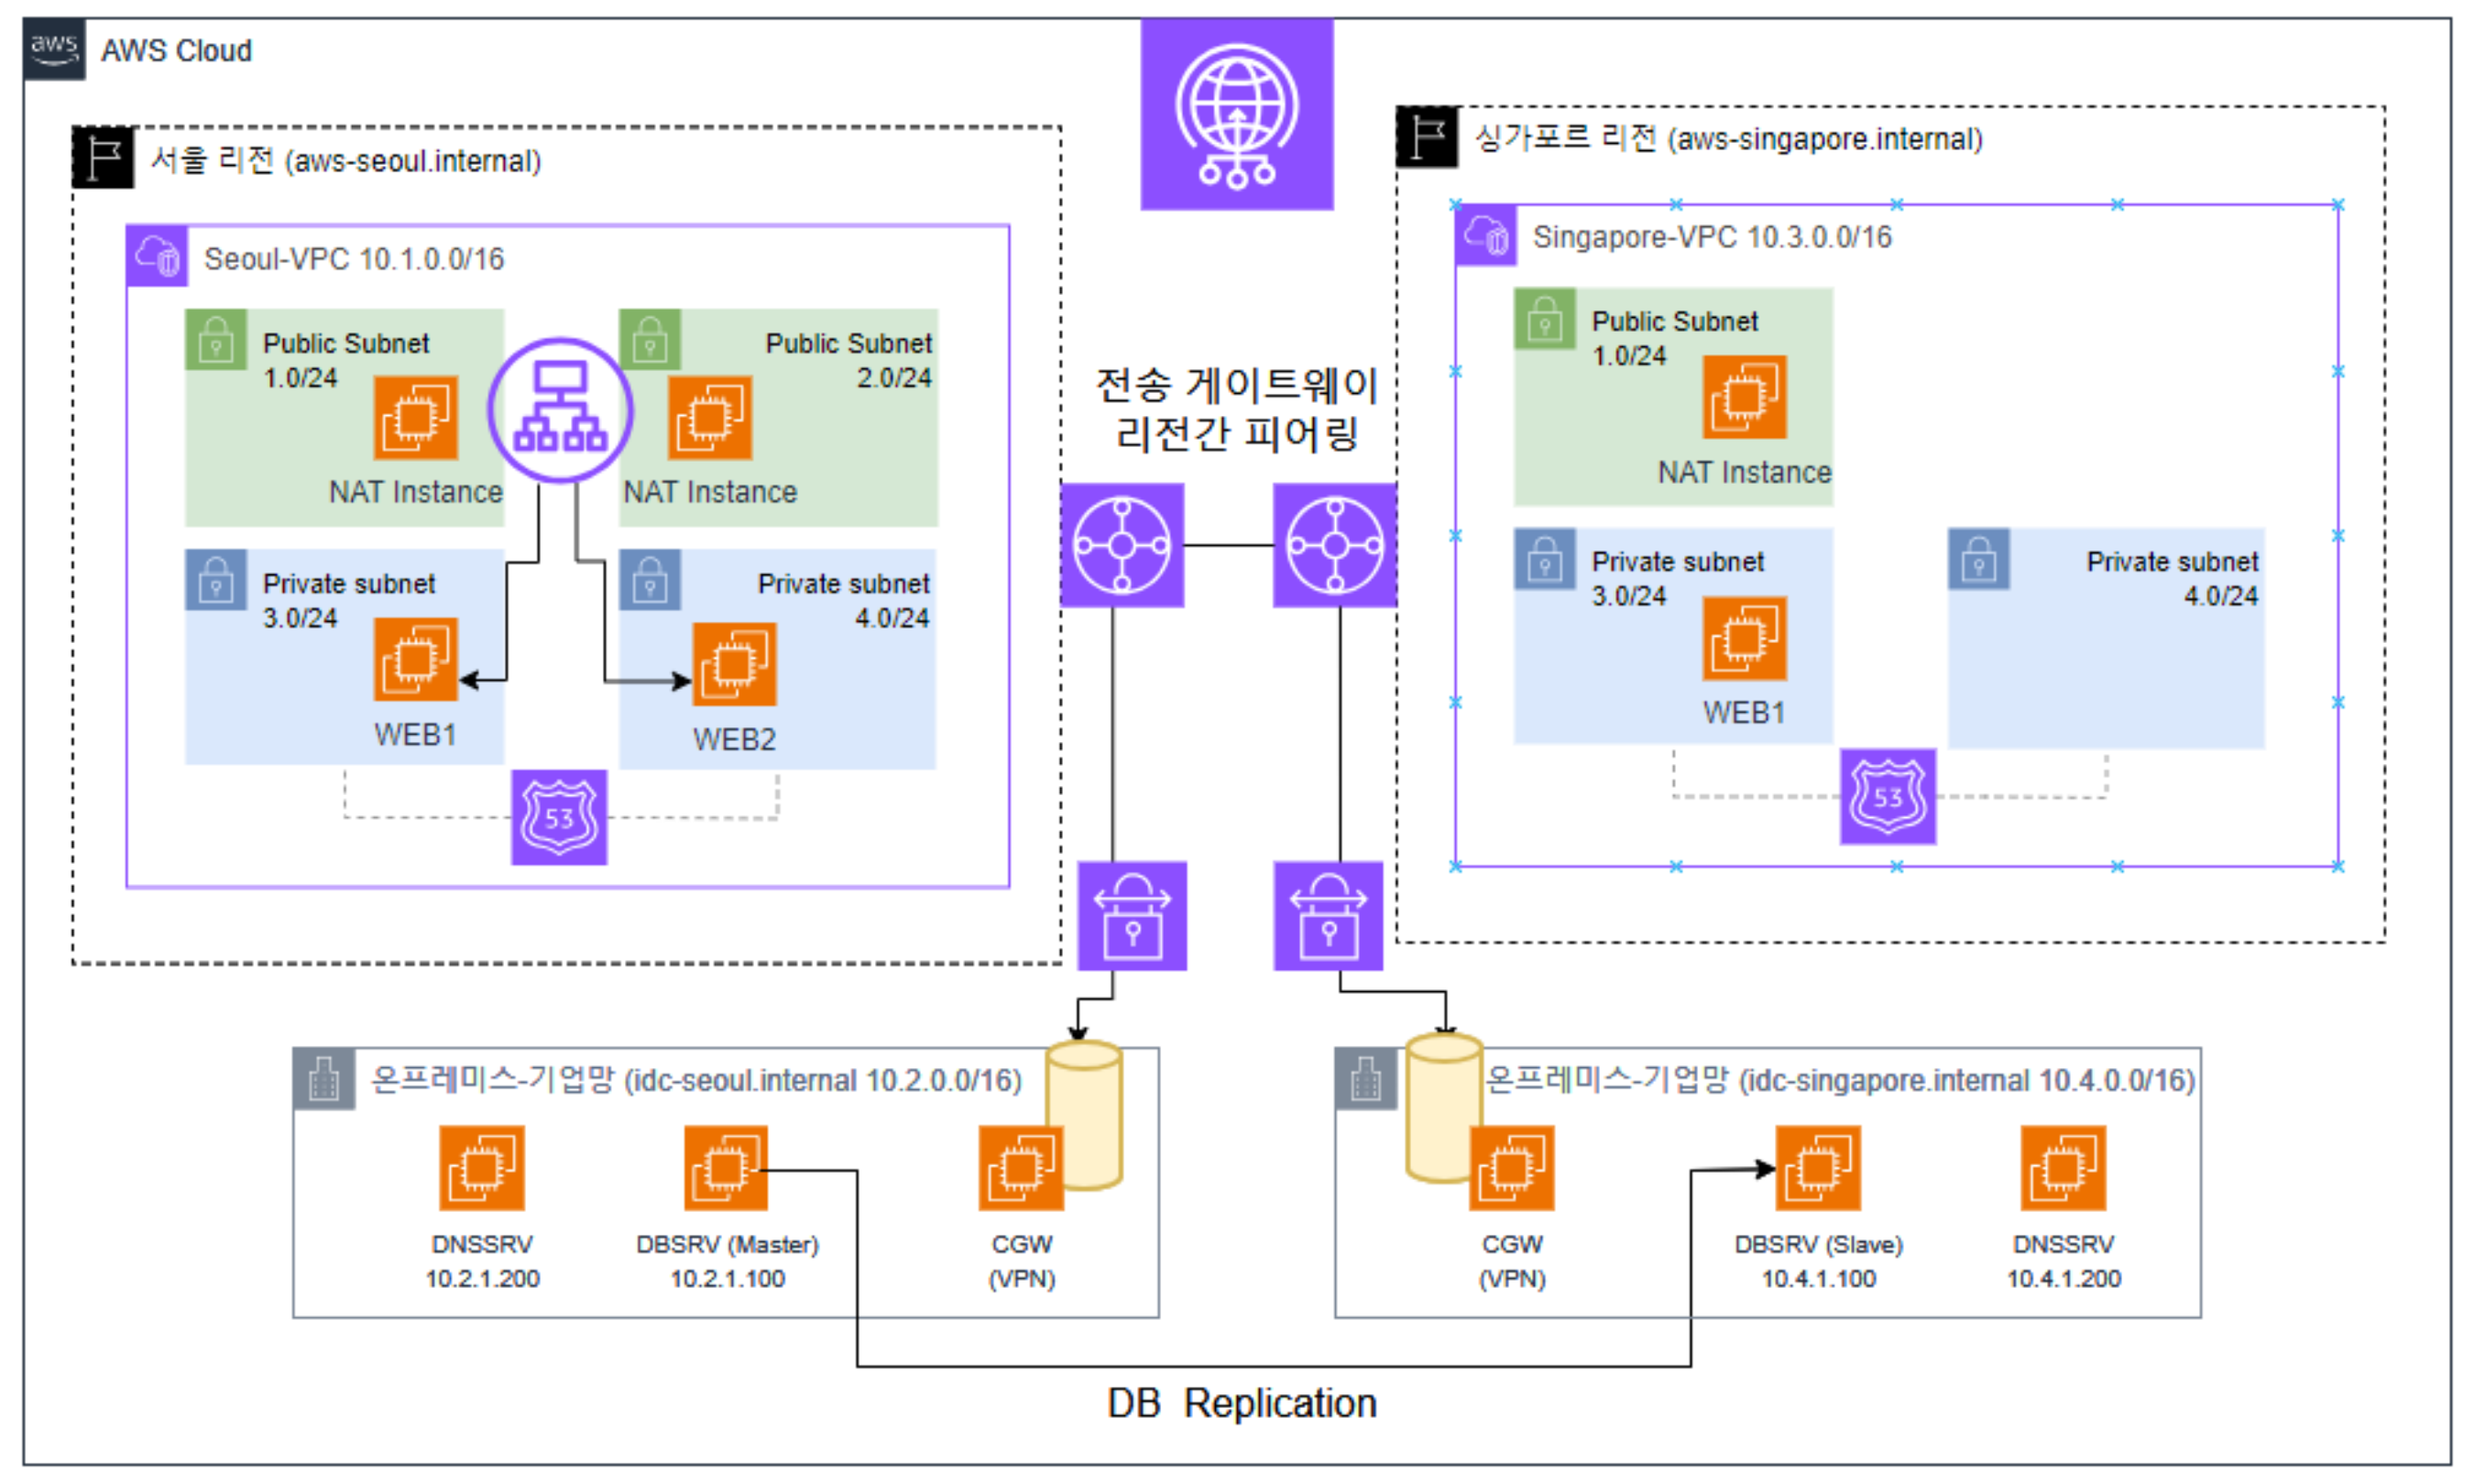 aws
AWS Cloud
서울 리전 (aws-seoul.internal)
Seoul-VPC 10.1.0.0/16
Public Subnet
1.0/24
NAT Instance
Public Subnet
2.0/24
NAT Instance
Private subnet
3.0/24
WEB1
Private subnet
4.0/24
WEB2
53
전송 게이트웨이
리전간 피어링
싱가포르 리전 (aws-singapore.internal)
Singapore-VPC 10.3.0.0/16
Public Subnet
1.0/24
NAT Instance
Private subnet
3.0/24
WEB1
Private subnet
4.0/24
53
온프레미스-기업망 (idc-seoul.internal 10.2.0.0/16)
DNSSRV
10.2.1.200
DBSRV (Master)
10.2.1.100
CGW
(VPN)
온프레미스-기업망 (idc-singapore.internal 10.4.0.0/16)
CGW
(VPN)
DBSRV (Slave)
10.4.1.100
DNSSRV
10.4.1.200
DB Replication